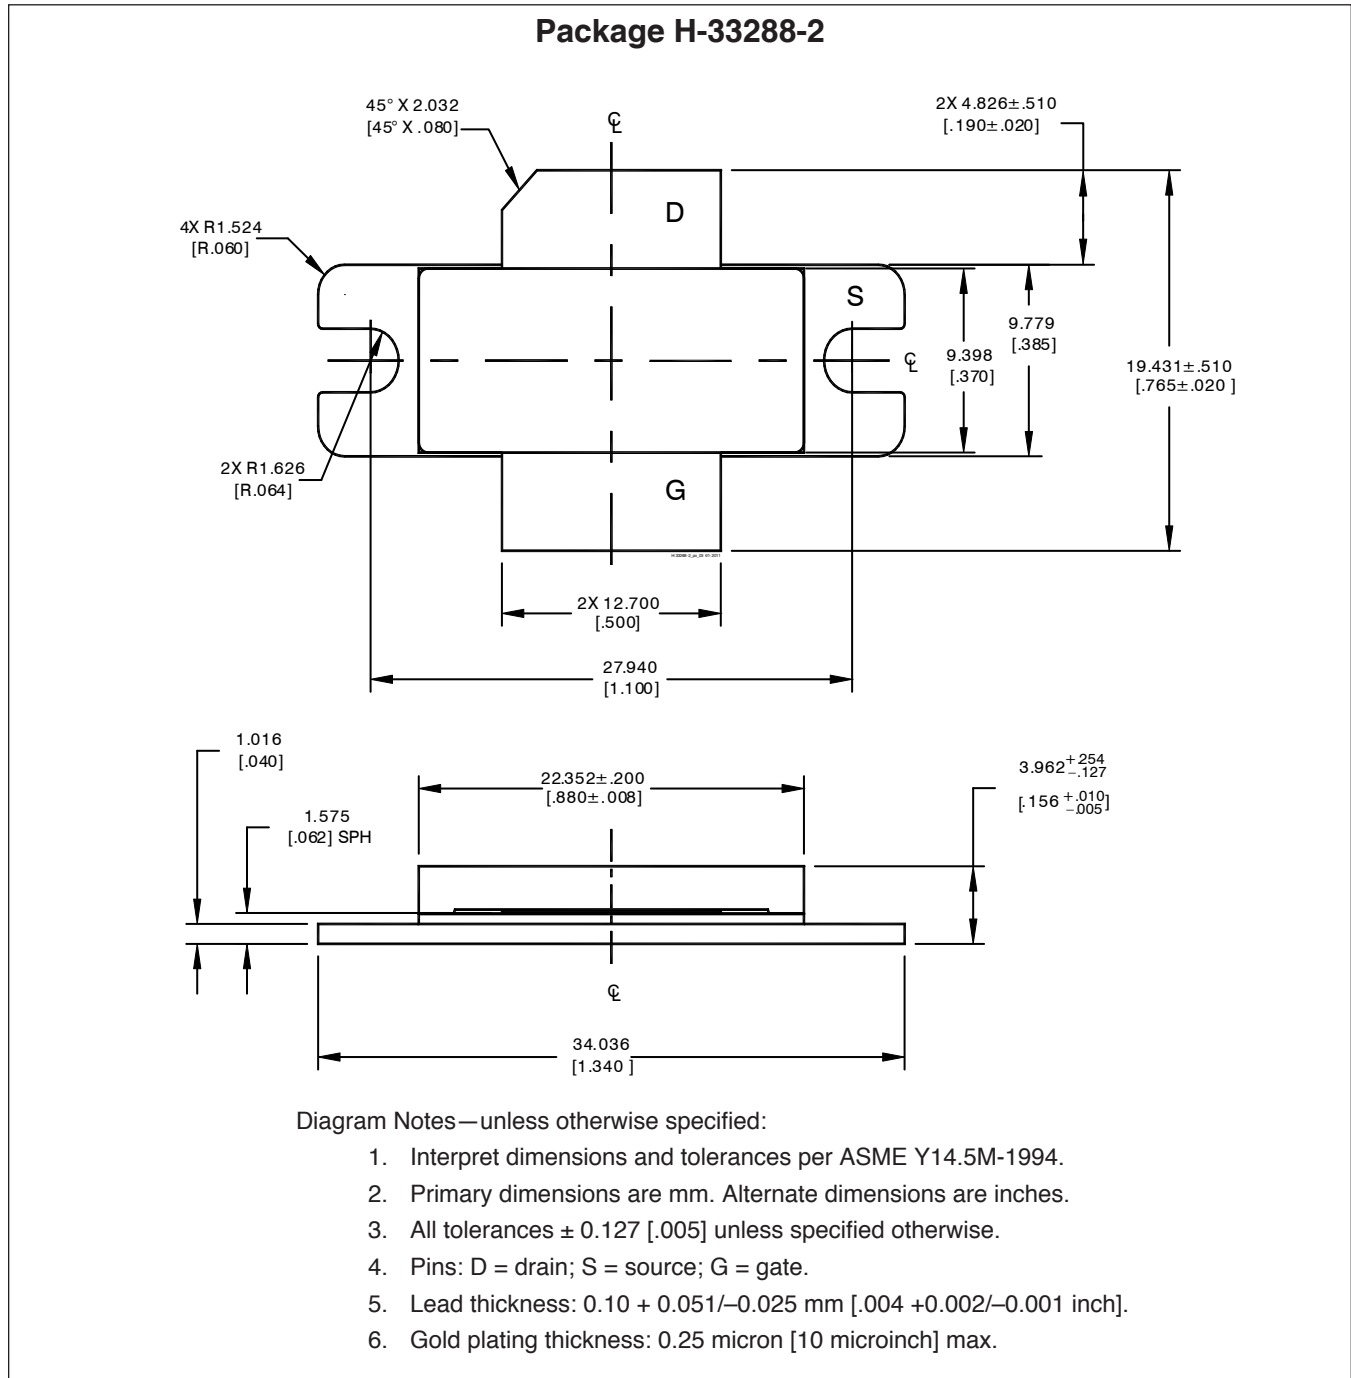 Package H-33288-2
45° X 2.032
[45° X .080]
℄
2X 4.826±.510
[.190±.020]
D
4X R1.524
[R.060]
S
9.779
[.385]
9.398
[.370]
℄
19.431±.510
[.765±.020 ]
2X R1.626
[R.064]
G
2X 12.700
[.500]
27.940
[1.100]
1.016
[.040]
22.352±.200
[.880±.008]
3.962 +.254 −.127
[.156 +.010 −.005]
1.575
[.062] SPH
℄
34.036
[1.340 ]
Diagram Notes—unless otherwise specified:
1. Interpret dimensions and tolerances per ASME Y14.5M-1994.
2. Primary dimensions are mm. Alternate dimensions are inches.
3. All tolerances ± 0.127 [.005] unless specified otherwise.
4. Pins: D = drain; S = source; G = gate.
5. Lead thickness: 0.10 + 0.051/–0.025 mm [.004 +0.002/–0.001 inch].
6. Gold plating thickness: 0.25 micron [10 microinch] max.